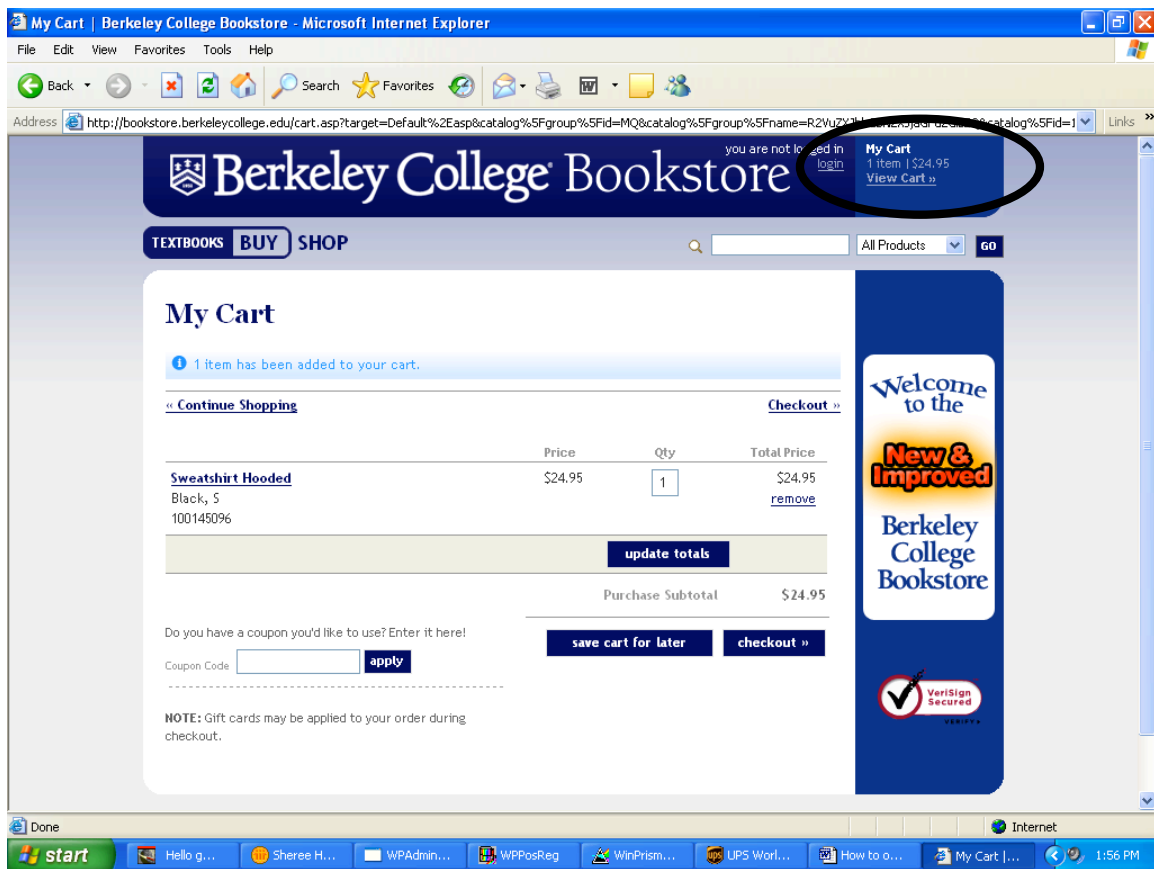 My Cart | Berkeley College Bookstore - Microsoft Internet Explorer
File Edit View Favorites Tools Help
Back Search Favorites
Address http://bookstore.berkeleycollege.edu/cart.asp?target=Default%2Easp&catalog%5Fgroup%5Fid=MQ&catalog%5Fgroup%5Fname= Links »
Berkeley College Bookstore
you are not logged in
login
My Cart
1 item | $24.95
View Cart »
TEXTBOOKS BUY SHOP
All Products GO
My Cart
1 item has been added to your cart.
« Continue Shopping Checkout »
Price Qty Total Price
Sweatshirt Hooded $24.95 1 $24.95
Black, S remove
100145096
update totals
Purchase Subtotal $24.95
Do you have a coupon you'd like to use? Enter it here!
save cart for later checkout »
Coupon Code apply
NOTE: Gift cards may be applied to your order during
checkout.
Welcome
to the
New &
Improved
Berkeley
College
Bookstore
VeriSign
Secured
VERIFY
Done Internet
start Hello g... Sheree H... WPAdmin... WPPosReg WinPrism... UPS Worl... How to o... My Cart |... 1:56 PM